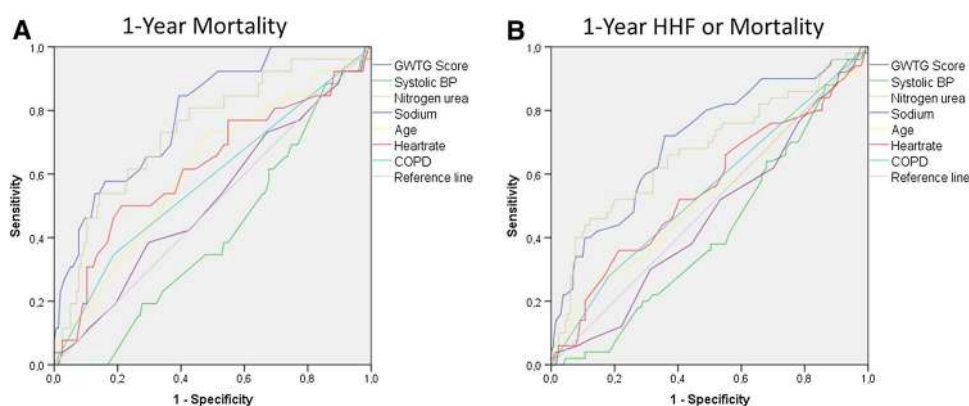 A 1-Year Mortality
1,0
0,8
0,6
0,4
0,2
0,0
Sensitivity
0,0 0,2 0,4 0,6 0,8 1,0
1 - Specificity
GWTG Score
Systolic BP
Nitrogen urea
Sodium
Age
Heartrate
COPD
Reference line
B 1-Year HHF or Mortality
1,0
0,8
0,6
0,4
0,2
0,0
Sensitivity
0,0 0,2 0,4 0,6 0,8 1,0
1 - Specificity
GWTG Score
Systolic BP
Nitrogen urea
Sodium
Age
Heartrate
COPD
Reference line